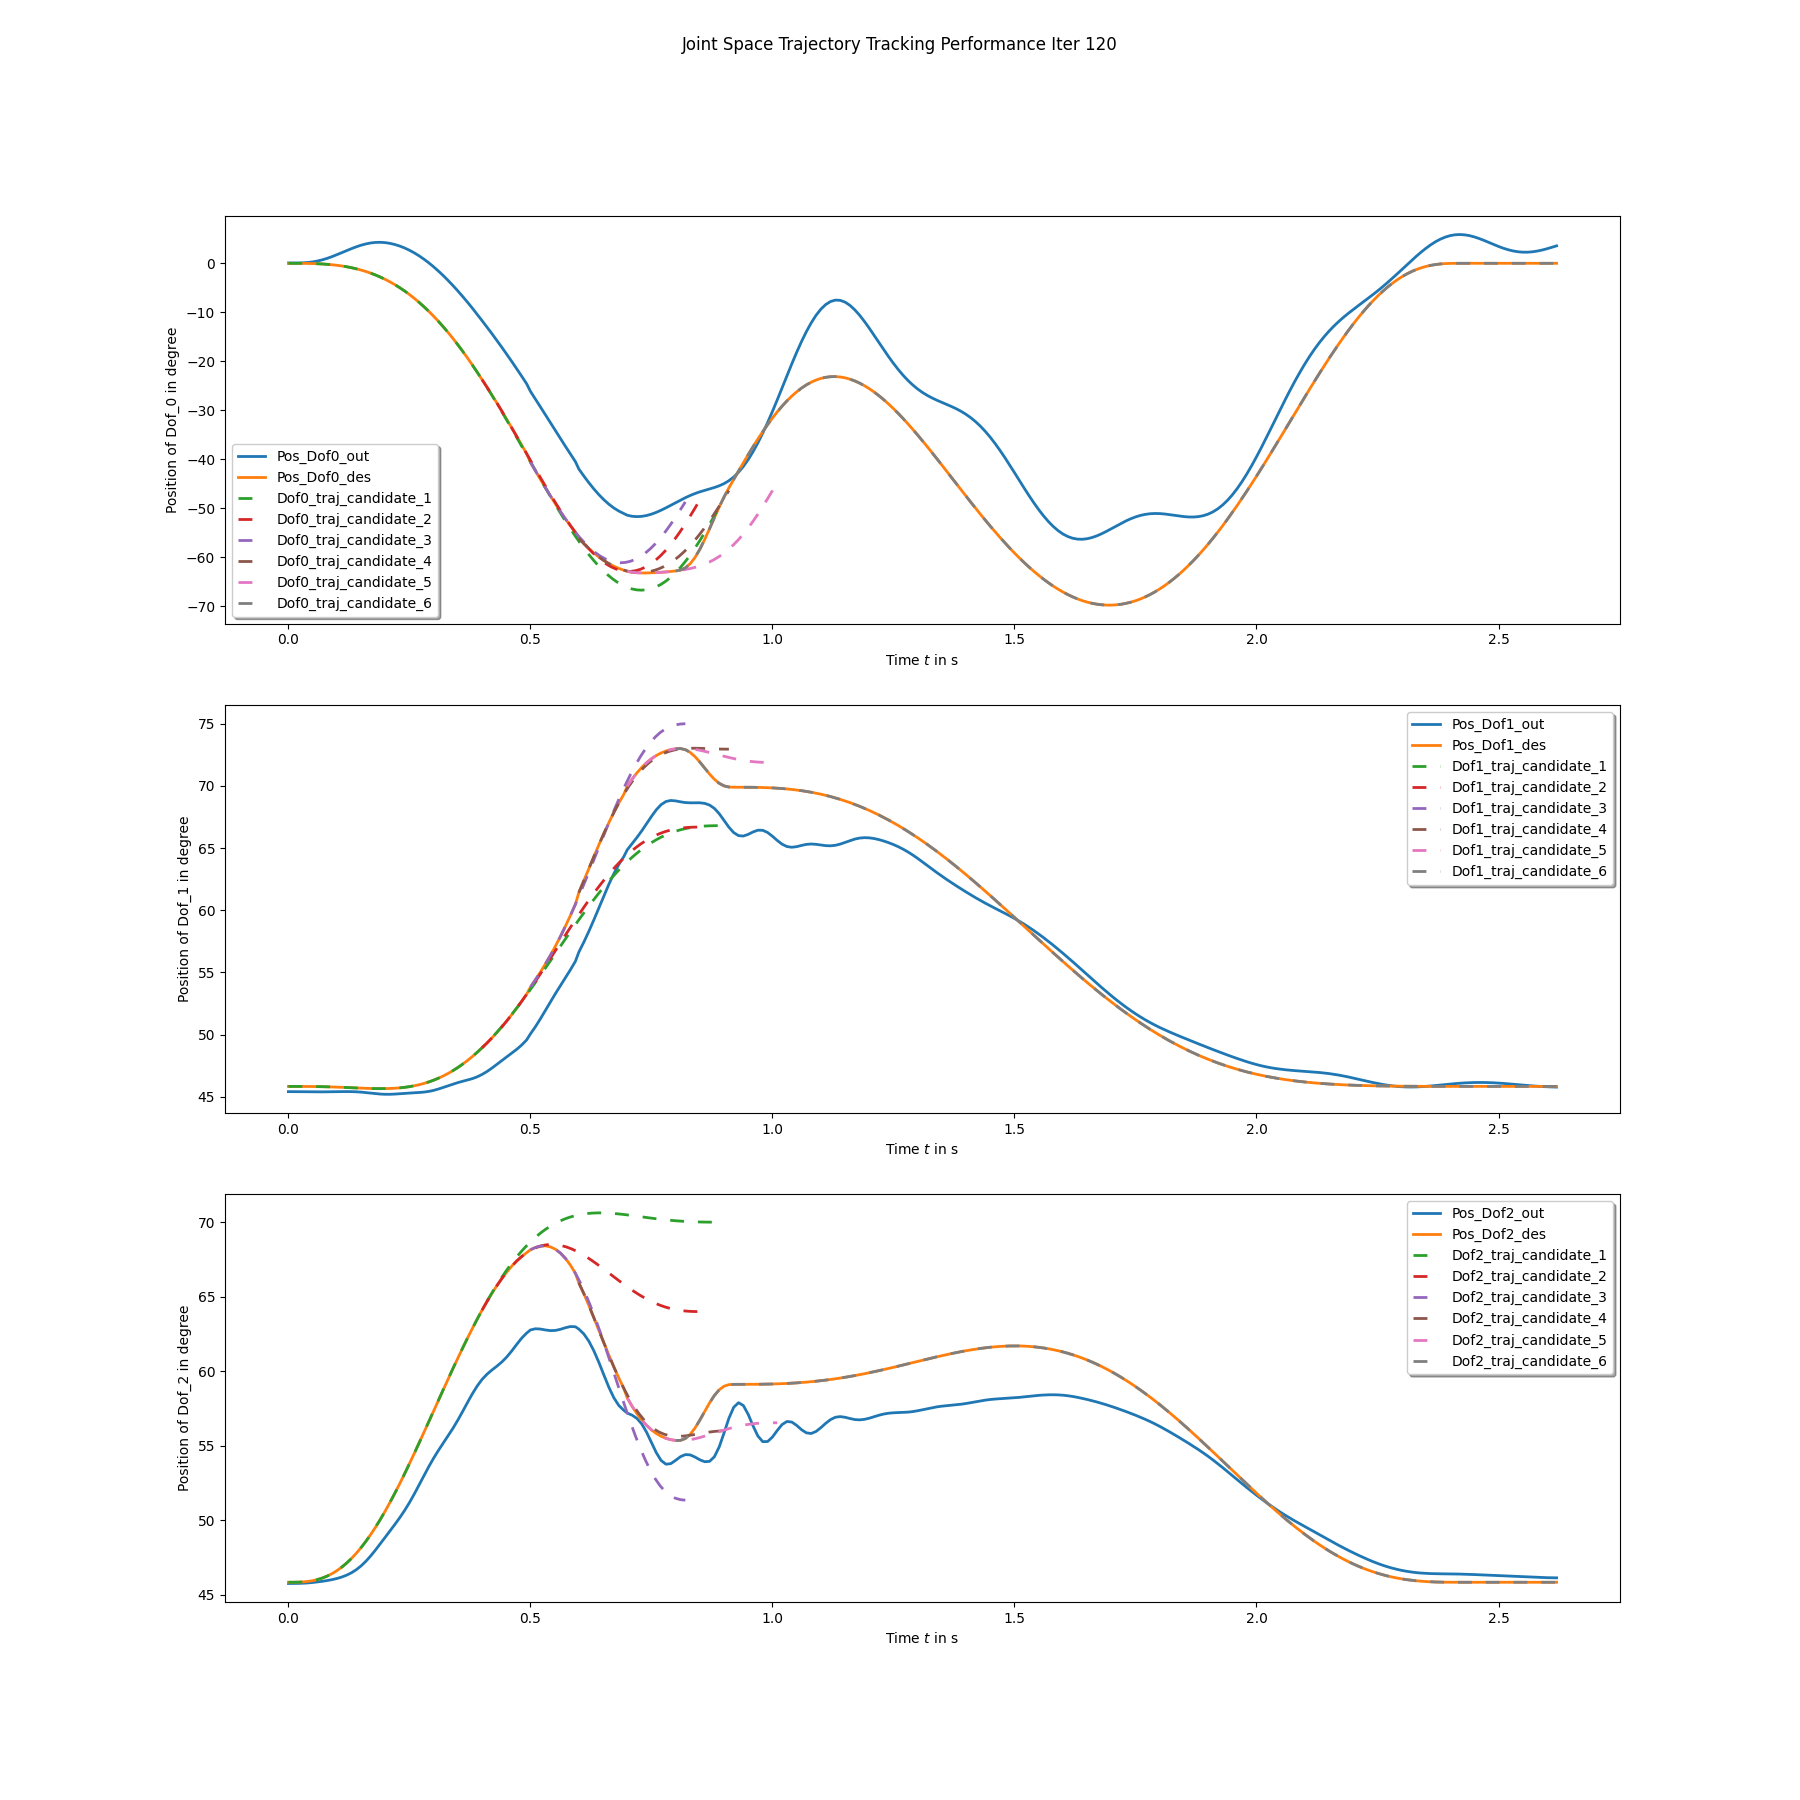 Joint Space Trajectory Tracking Performance Iter 120
Position of Dof_0 in degree
0
−10
−20
−30
−40
−50
−60
−70
Pos_Dof0_out
Pos_Dof0_des
Dof0_traj_candidate_1
Dof0_traj_candidate_2
Dof0_traj_candidate_3
Dof0_traj_candidate_4
Dof0_traj_candidate_5
Dof0_traj_candidate_6
0.0 0.5 1.0 1.5 2.0 2.5
Time t in s
Position of Dof_1 in degree
75
70
65
60
55
50
45
Pos_Dof1_out
Pos_Dof1_des
Dof1_traj_candidate_1
Dof1_traj_candidate_2
Dof1_traj_candidate_3
Dof1_traj_candidate_4
Dof1_traj_candidate_5
Dof1_traj_candidate_6
0.0 0.5 1.0 1.5 2.0 2.5
Time t in s
Position of Dof_2 in degree
70
65
60
55
50
45
Pos_Dof2_out
Pos_Dof2_des
Dof2_traj_candidate_1
Dof2_traj_candidate_2
Dof2_traj_candidate_3
Dof2_traj_candidate_4
Dof2_traj_candidate_5
Dof2_traj_candidate_6
0.0 0.5 1.0 1.5 2.0 2.5
Time t in s